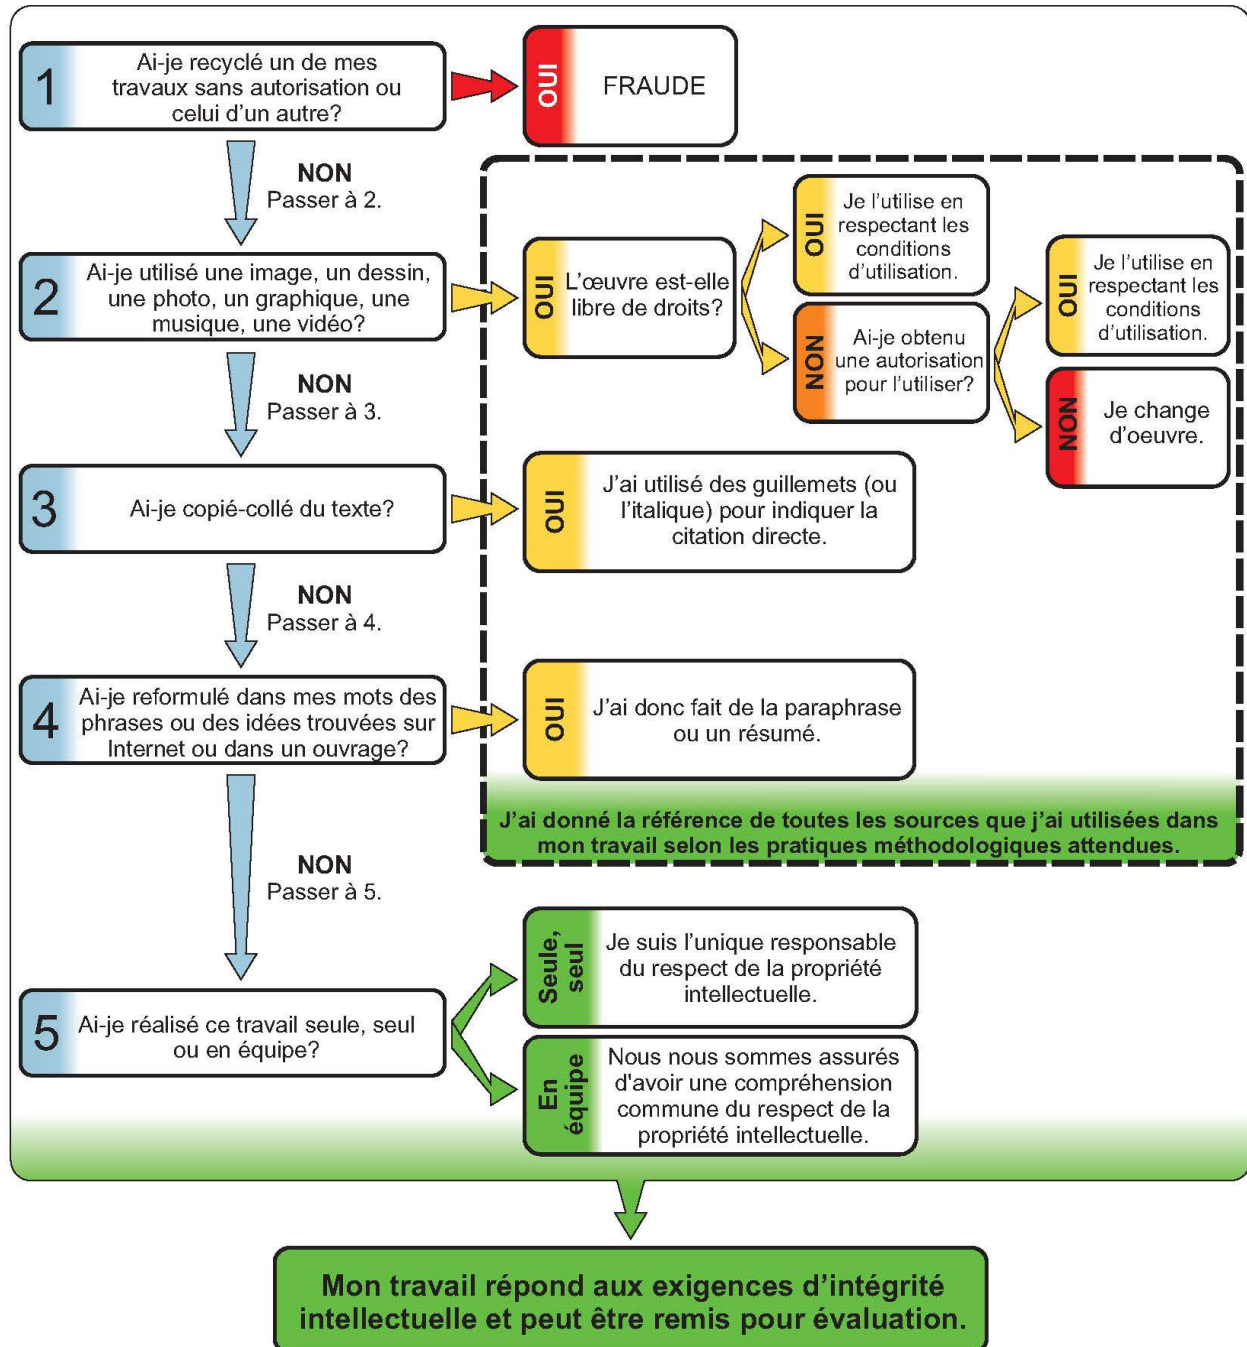 1
Ai-je recyclé un de mes
travaux sans autorisation ou
celui d'un autre?
OUI
FRAUDE
NON
Passer à 2.
2
Ai-je utilisé une image, un dessin,
une photo, un graphique, une
musique, une vidéo?
OUI
L'œuvre est-elle
libre de droits?
OUI
Je l'utilise en
respectant les
conditions
d'utilisation.
NON
Ai-je obtenu
une autorisation
pour l'utiliser?
OUI
Je l'utilise en
respectant les
conditions
d'utilisation.
NON
Je change
d'oeuvre.
NON
Passer à 3.
3
Ai-je copié-collé du texte?
OUI
J'ai utilisé des guillemets (ou
l'italique) pour indiquer la
citation directe.
NON
Passer à 4.
4
Ai-je reformulé dans mes mots des
phrases ou des idées trouvées sur
Internet ou dans un ouvrage?
OUI
J'ai donc fait de la paraphrase
ou un résumé.
J'ai donné la référence de toutes les sources que j'ai utilisées dans
mon travail selon les pratiques méthodologiques attendues.
NON
Passer à 5.
5
Ai-je réalisé ce travail seule, seul
ou en équipe?
Seule,
seul
Je suis l'unique responsable
du respect de la propriété
intellectuelle.
En
équipe
Nous nous sommes assurés
d'avoir une compréhension
commune du respect de la
propriété intellectuelle.
Mon travail répond aux exigences d'intégrité
intellectuelle et peut être remis pour évaluation.